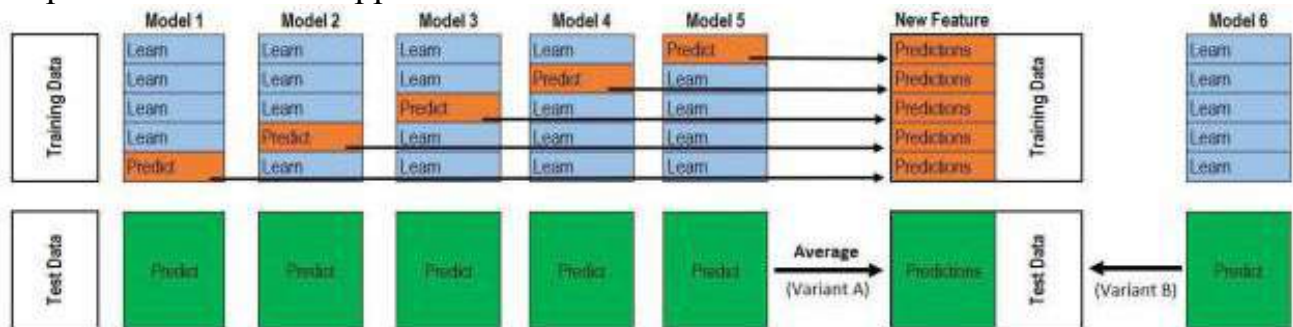 Model 1 Model 2 Model 3 Model 4 Model 5 New Feature Model 6
Training Data
Learn Learn Learn Learn Predict Predictions Learn
Learn Learn Learn Predict Learn Predictions Learn
Learn Learn Predict Learn Learn Predictions Learn
Learn Predict Learn Learn Learn Predictions Learn
Predict Learn Learn Learn Learn Predictions Learn
Training Data
Test Data
Predict Predict Predict Predict Predict
Average
(Variant A)
Predictions
Test Data
(Variant B)
Predict